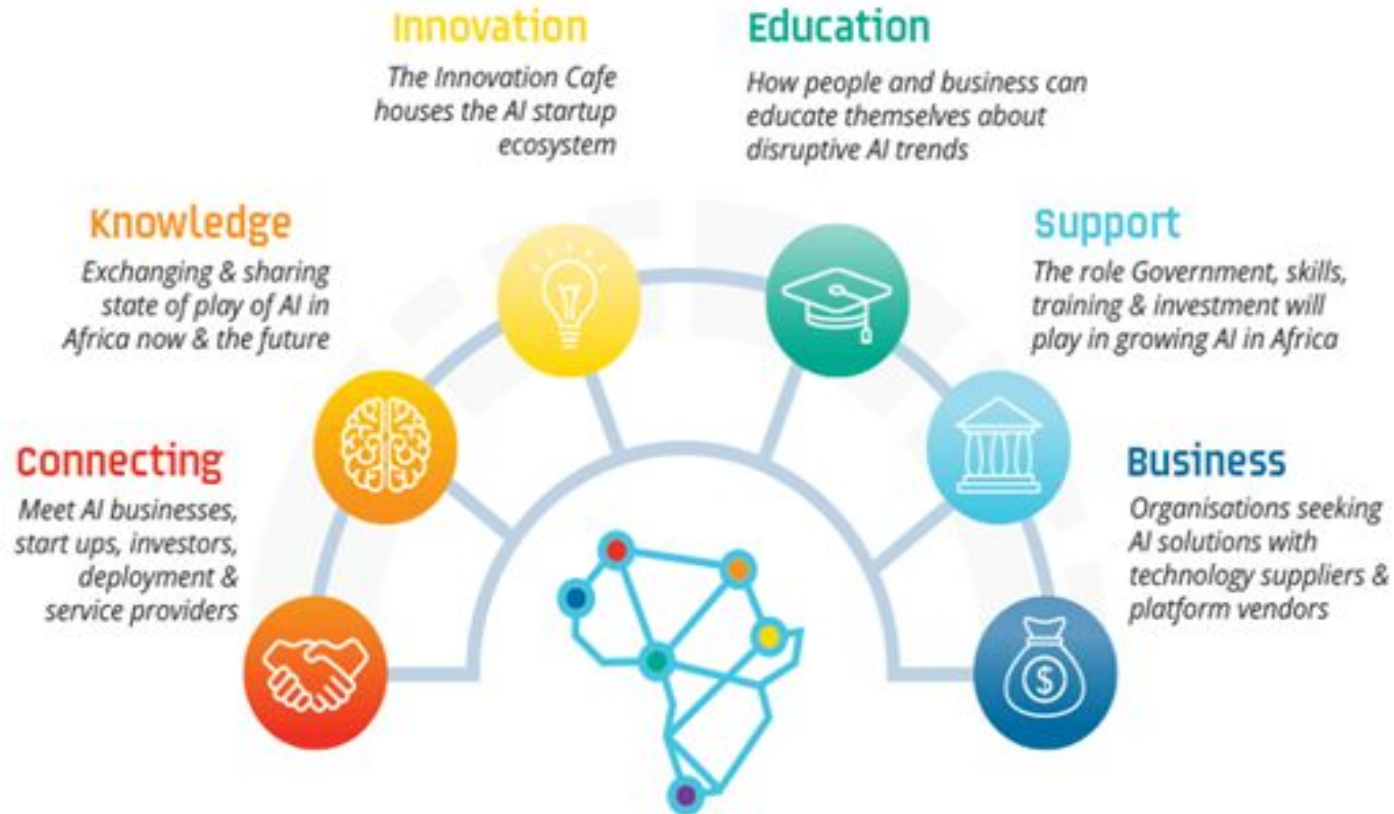 Innovation
The Innovation Cafe
houses the AI startup
ecosystem
Education
How people and business can
educate themselves about
disruptive AI trends
Knowledge
Exchanging & sharing
state of play of AI in
Africa now & the future
Support
The role Government, skills,
training & investment will
play in growing AI in Africa
Connecting
Meet AI businesses,
start ups, investors,
deployment &
service providers
Business
Organisations seeking
AI solutions with
technology suppliers &
platform vendors
$